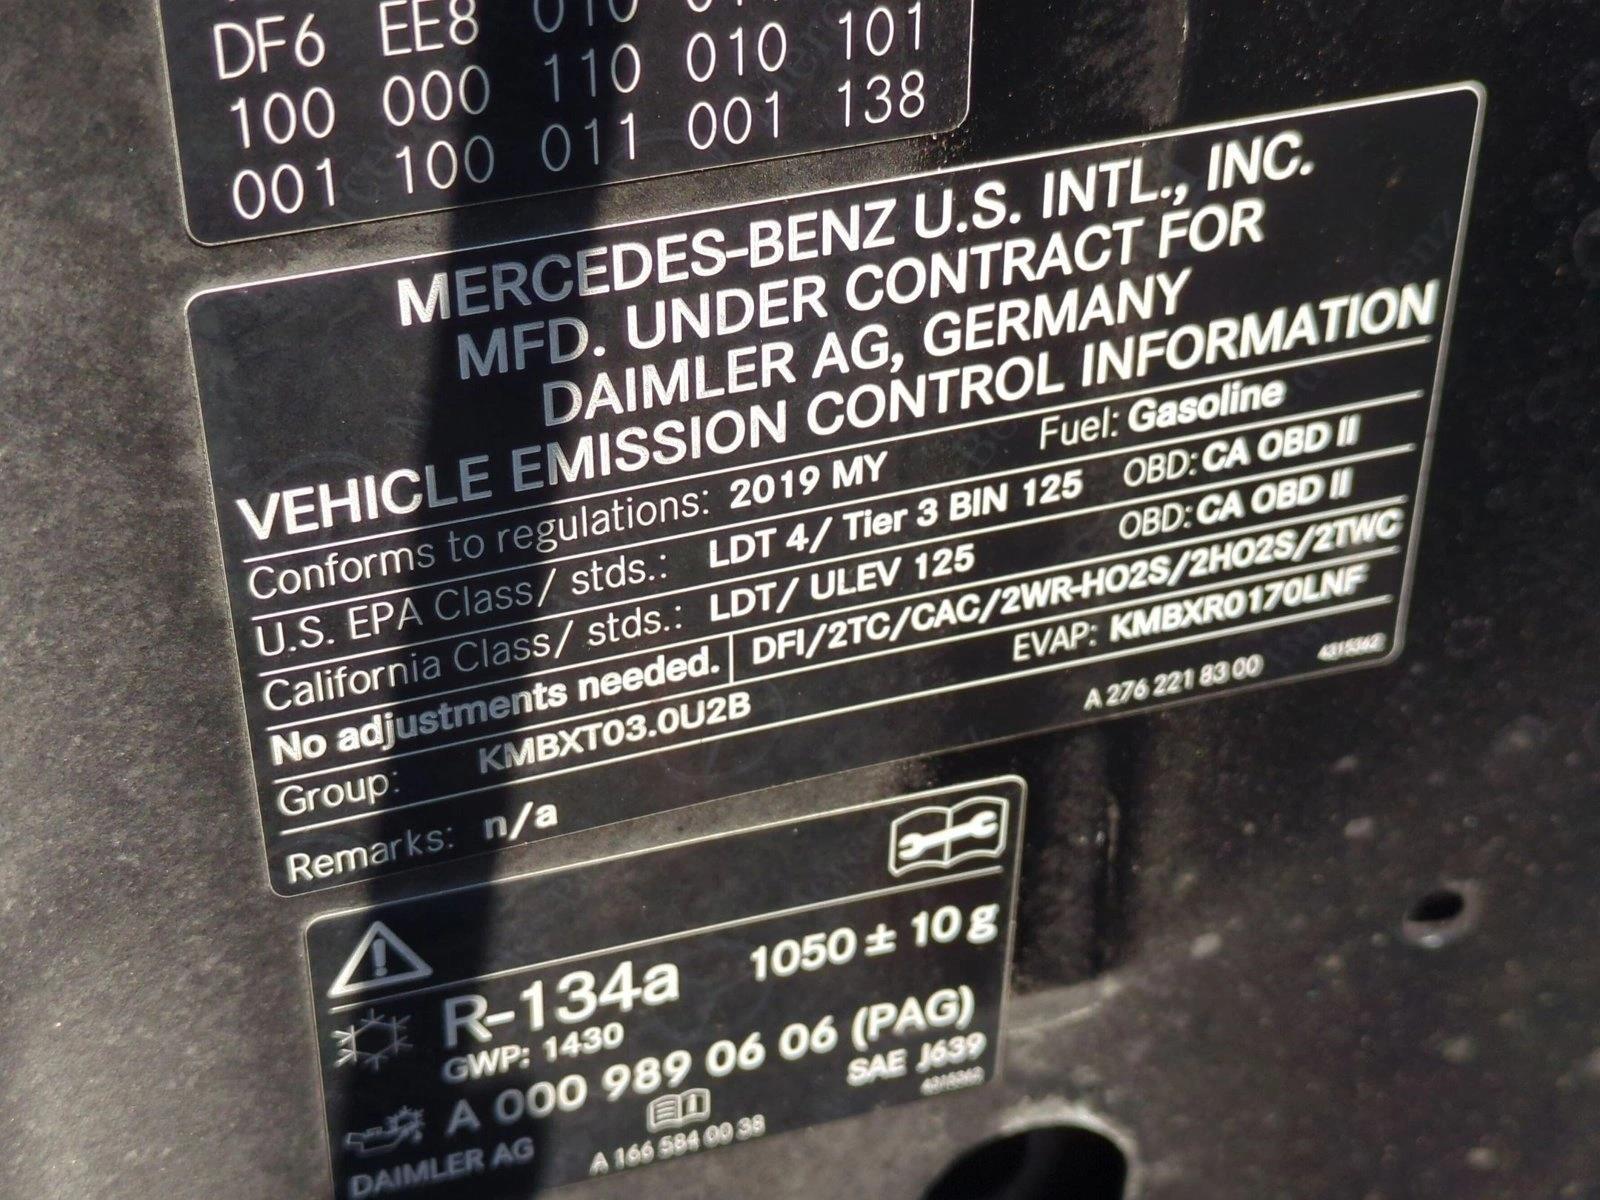 DF6 EE8 010
100 000 110 010 101
001 100 011 001 138
MERCEDES-BENZ U.S. INTL., INC.
MFD. UNDER CONTRACT FOR
DAIMLER AG, GERMANY
VEHICLE EMISSION CONTROL INFORMATION
Conforms to regulations: 2019 MY Fuel: Gasoline
U.S. EPA Class/ stds.: LDT 4/ Tier 3 BIN 125 OBD: CA OBD II
California Class/ stds.: LDT/ ULEV 125 OBD: CA OBD II
No adjustments needed. DFI/2TC/CAC/2WR-HO2S/2HO2S/2TWC
Group: KMBXT03.0U2B EVAP: KMBXR0170LNF
Remarks: n/a A 276 221 83 00 4315362
R-134a 1050 ± 10 g
GWP: 1430
A 000 989 06 06 (PAG)
SAE J639
DAIMLER AG A 166 584 00 38 4315362